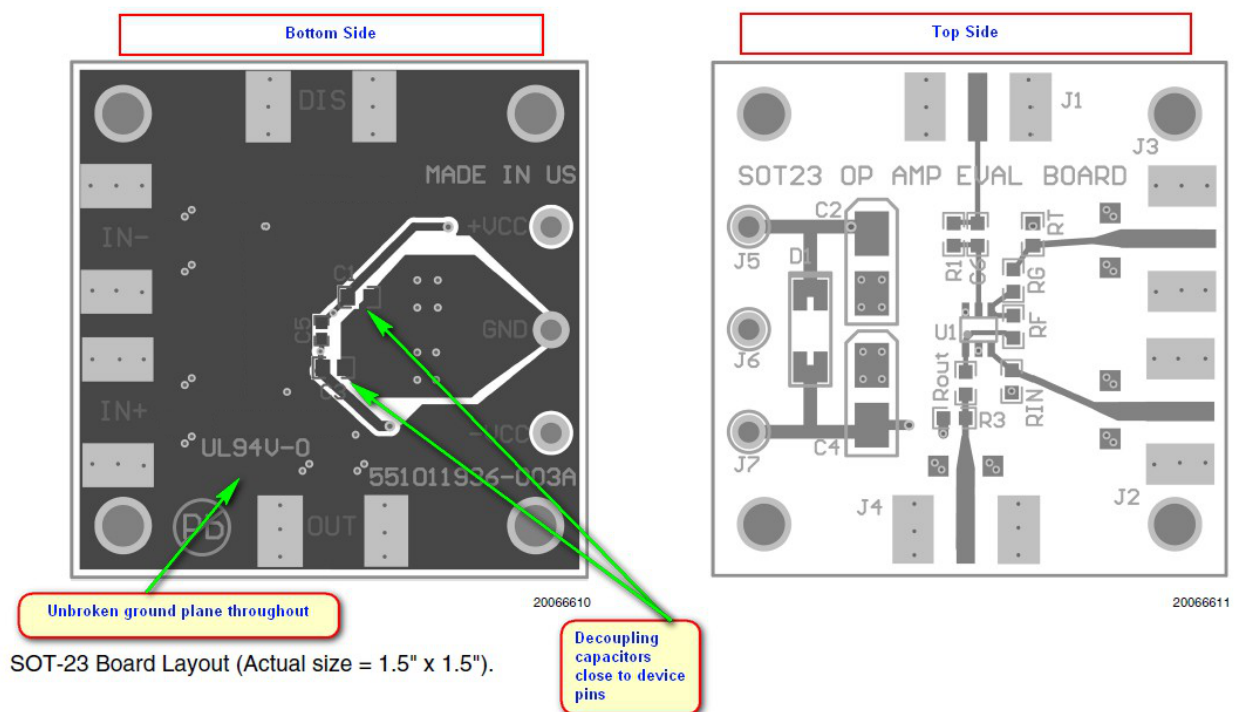 Bottom Side
DIS
MADE IN US
IN-
+VCC
C1
C5
GND
C3
IN+
-VCC
UL94V-0
551011936-003A
PB
OUT
Unbroken ground plane throughout
20066610
Decoupling
capacitors
close to device
pins
SOT-23 Board Layout (Actual size = 1.5" x 1.5").
Top Side
J1
J3
SOT23 OP AMP EVAL BOARD
C2
J5
D1
R1
C6
RT
RG
RF
U1
J6
Rout
RIN
R3
J7
C4
J4
J2
20066611